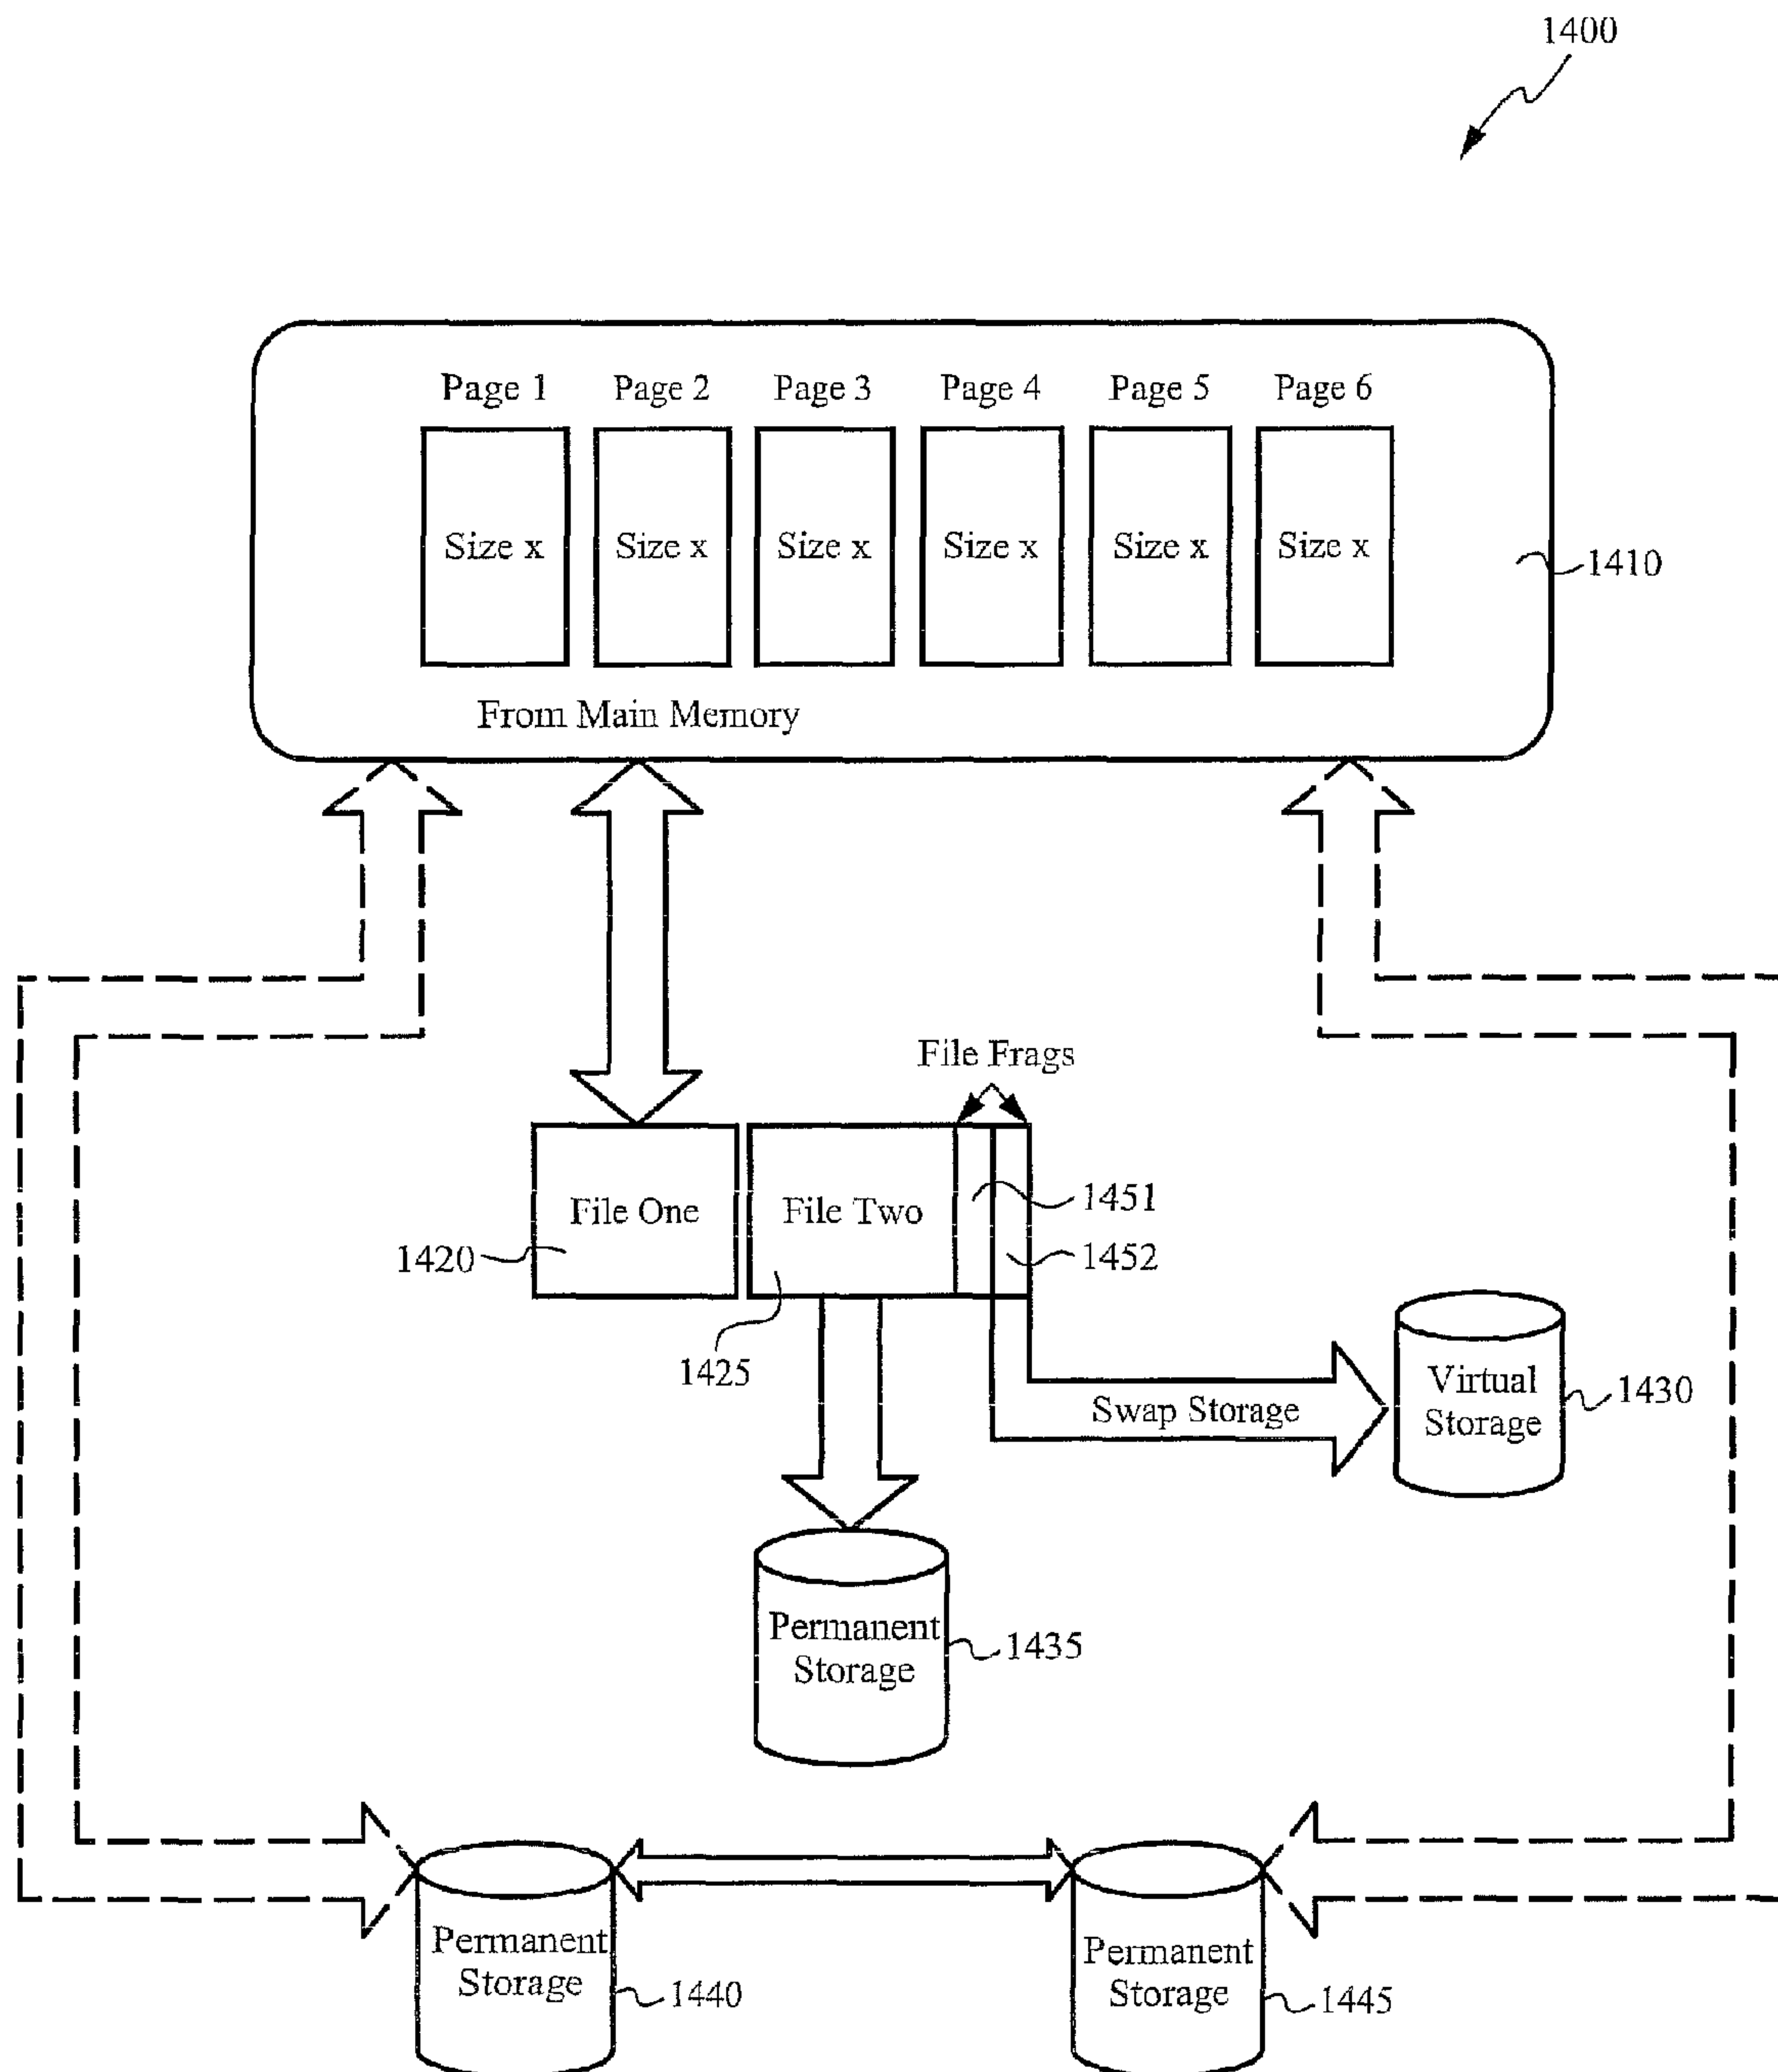 1400
Page 1 Page 2 Page 3 Page 4 Page 5 Page 6
Size x Size x Size x Size x Size x Size x
1410
From Main Memory
File Frags
File One
File Two
1451
1420
1452
1425
Virtual
Storage
1430
Swap Storage
Permanent
Storage
1435
Permanent
Storage
1440
Permanent
Storage
1445